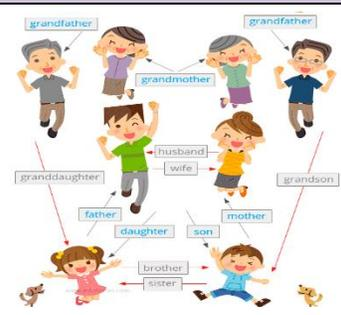 grandfather
grandfather
grandmother
husband
wife
granddaughter
grandson
father
mother
daughter
son
brother
sister